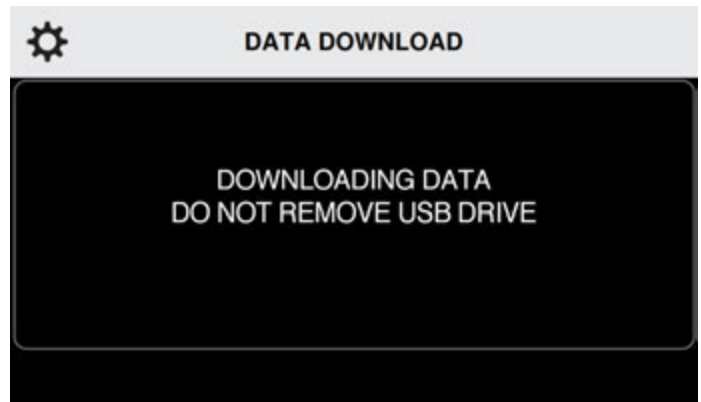 DATA DOWNLOAD
DOWNLOADING DATA
DO NOT REMOVE USB DRIVE